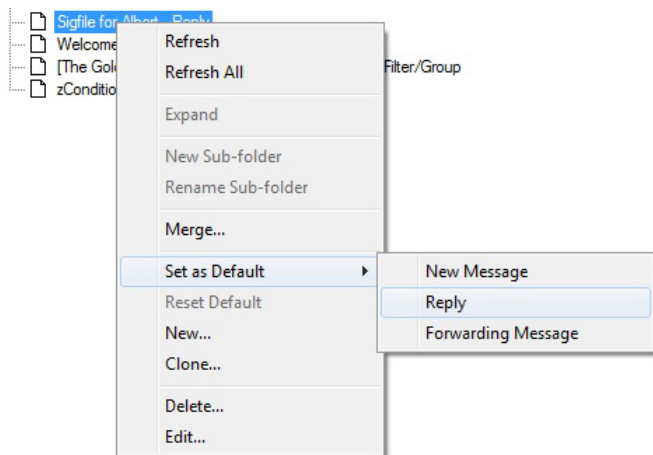 Sigfile for Albert - Reply
Welcome
[The Gol
Filter/Group
zConditio
Refresh
Refresh All
Expand
New Sub-folder
Rename Sub-folder
Merge...
Set as Default
Reset Default
New...
Clone...
Delete...
Edit...
New Message
Reply
Forwarding Message